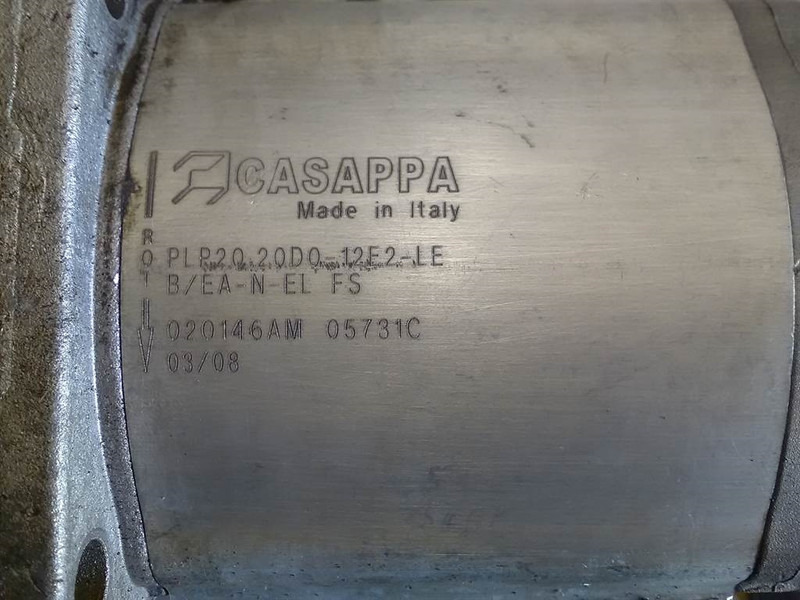 CASAPPA
Made in Italy
ROT
PLP20.20D0-12E2-LE
B/EA-N-EL FS
020146AM 05731C
03/08